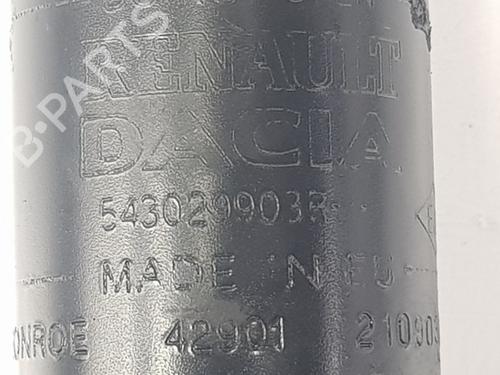 RENAULT
DACIA
543029903R
MADE IN EU
ONROE 42901 210903
B-PARTS